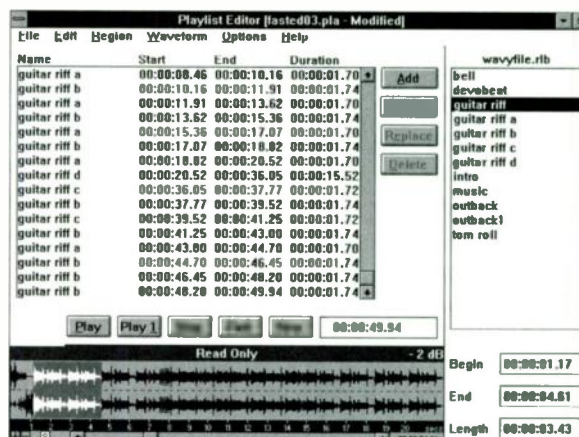 Playlist Editor [fasted03.pla - Modified]
File Edit Region Waveform Options Help
Name Start End Duration
guitar riff a 00:00:08.46 00:00:10.16 00:00:01.70
guitar riff b 00:00:10.16 00:00:11.91 00:00:01.74
guitar riff a 00:00:11.91 00:00:13.62 00:00:01.70
guitar riff b 00:00:13.62 00:00:15.36 00:00:01.74
guitar riff a 00:00:15.36 00:00:17.07 00:00:01.70
guitar riff b 00:00:17.07 00:00:18.82 00:00:01.74
guitar riff a 00:00:18.82 00:00:20.52 00:00:01.70
guitar riff d 00:00:20.52 00:00:36.05 00:00:15.52
guitar riff c 00:00:36.05 00:00:37.77 00:00:01.72
guitar riff b 00:00:37.77 00:00:39.52 00:00:01.74
guitar riff c 00:00:39.52 00:00:41.25 00:00:01.72
guitar riff b 00:00:41.25 00:00:43.00 00:00:01.74
guitar riff a 00:00:43.00 00:00:44.70 00:00:01.70
guitar riff b 00:00:44.70 00:00:46.45 00:00:01.74
guitar riff b 00:00:46.45 00:00:48.20 00:00:01.74
guitar riff b 00:00:48.20 00:00:49.94 00:00:01.74
Add
Replace
Delete
wavyfile.rlb
bell
devobeat
guitar riff
guitar riff a
guitar riff b
guitar riff c
guitar riff d
intro
music
outback
outback1
tom roll
Play Play 1 00:00:49.94
Read Only -2 dB
Begin 00:00:01.17
End 00:00:04.61
Length 00:00:03.43